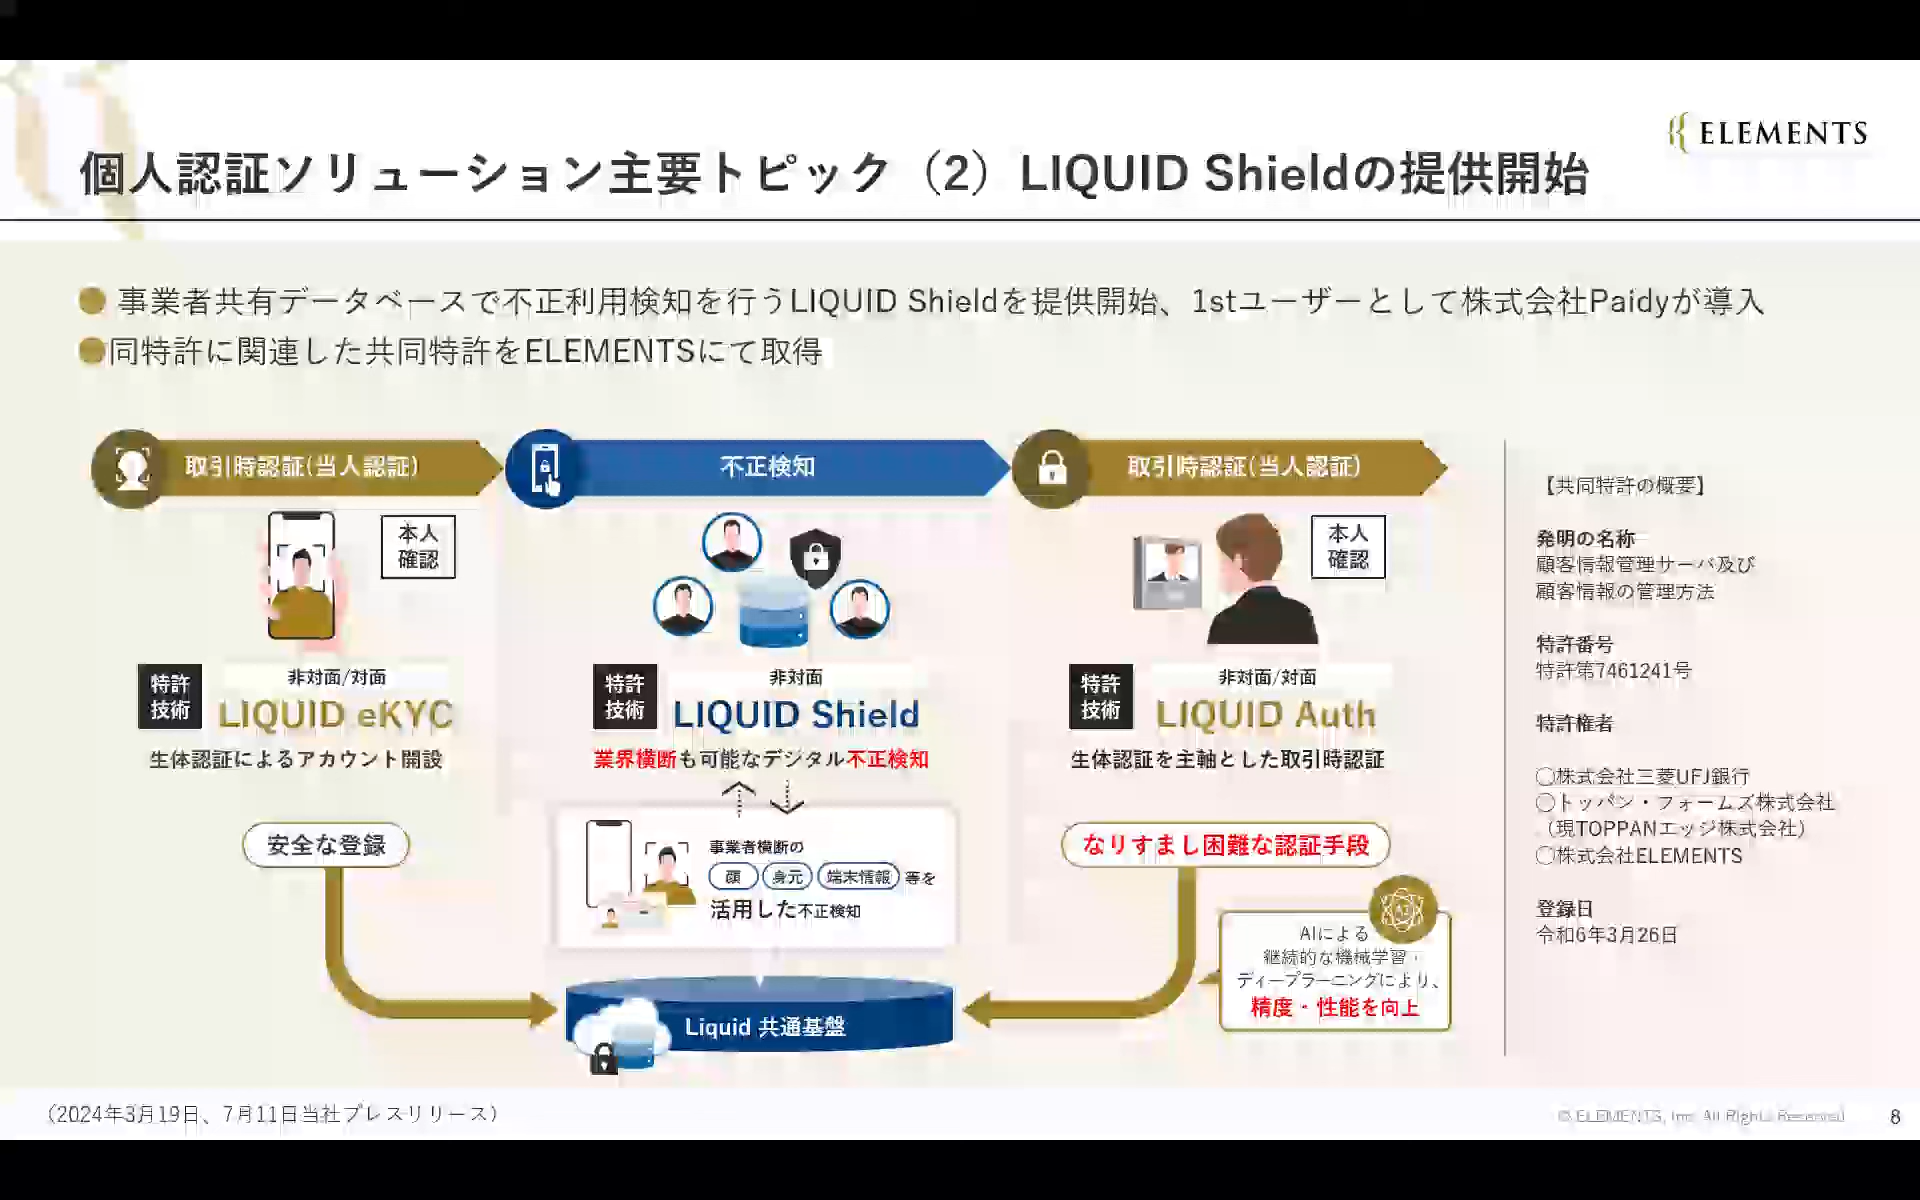 ELEMENTS
個人認証ソリューション主要トピック（2）LIQUID Shieldの提供開始
● 事業者共有データベースで不正利用検知を行うLIQUID Shieldを提供開始、1stユーザーとして株式会社Paidyが導入
●同特許に関連した共同特許をELEMENTSにて取得
取引時認証(当人認証)
本人
確認
特許
技術
非対面/対面
LIQUID eKYC
生体認証によるアカウント開設
安全な登録
不正検知
特許
技術
非対面
LIQUID Shield
業界横断も可能なデジタル不正検知
事業者横断の
顔 身元 端末情報 等を
活用した不正検知
Liquid 共通基盤
取引時認証(当人認証)
本人
確認
特許
技術
非対面/対面
LIQUID Auth
生体認証を主軸とした取引時認証
なりすまし困難な認証手段
AI
AIによる
継続的な機械学習・
ディープラーニングにより、
精度・性能を向上
【共同特許の概要】
発明の名称
顧客情報管理サーバ及び
顧客情報の管理方法
特許番号
特許第7461241号
特許権者
○株式会社三菱UFJ銀行
○トッパン・フォームズ株式会社
（現TOPPANエッジ株式会社）
○株式会社ELEMENTS
登録日
令和6年3月26日
（2024年3月19日、7月11日当社プレスリリース）
© ELEMENTS, Inc. All Rights Reserved
8